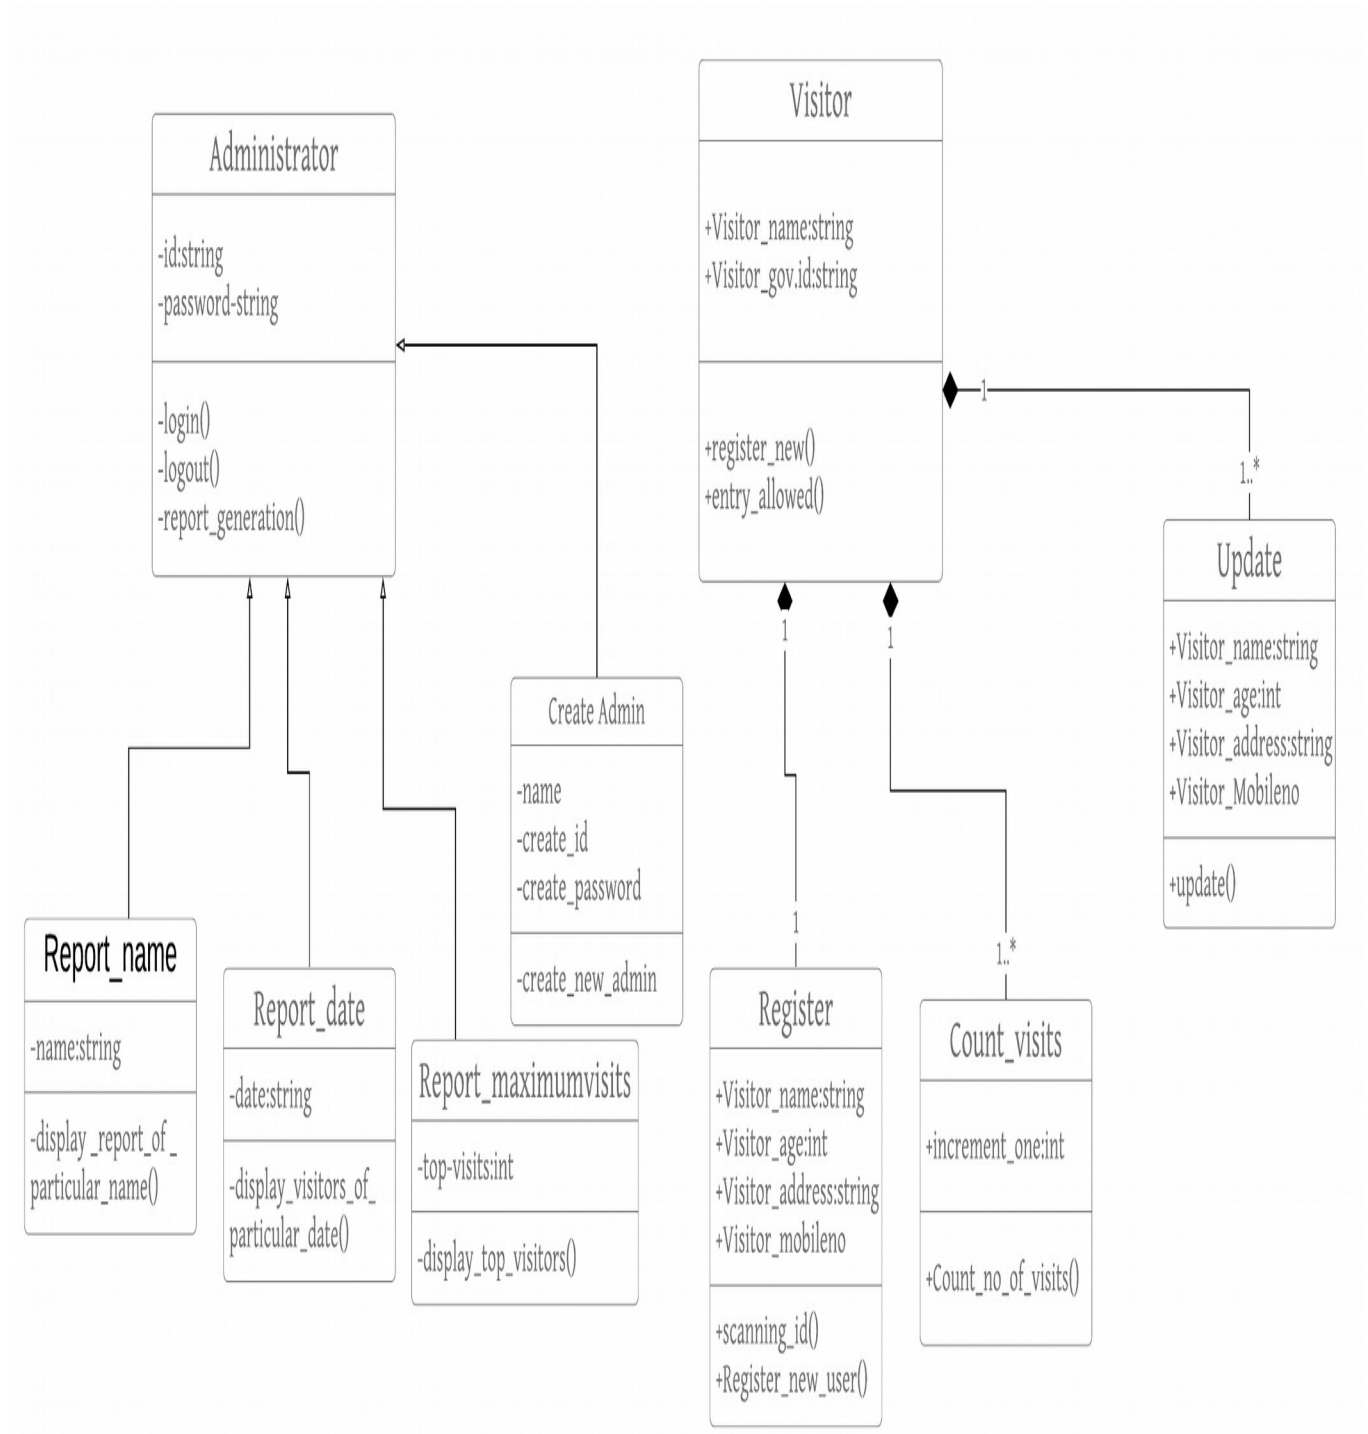 Administrator
-id:string
-password-string
-login()
-logout()
-report_generation()
Visitor
+Visitor_name:string
+Visitor_gov.id:string
+register_new()
+entry_allowed()
1
1..*
Update
+Visitor_name:string
+Visitor_age:int
+Visitor_address:string
+Visitor_Mobileno
+update()
1
1
1
1..*
Create Admin
-name
-create_id
-create_password
-create_new_admin
Report_name
-name:string
-display_report_of_
particular_name()
Report_date
-date:string
-display_visitors_of_
particular_date()
Report_maximumvisits
-top-visits:int
-display_top_visitors()
Register
+Visitor_name:string
+Visitor_age:int
+Visitor_address:string
+Visitor_mobileno
+scanning_id()
+Register_new_user()
Count_visits
+increment_one:int
+Count_no_of_visits()